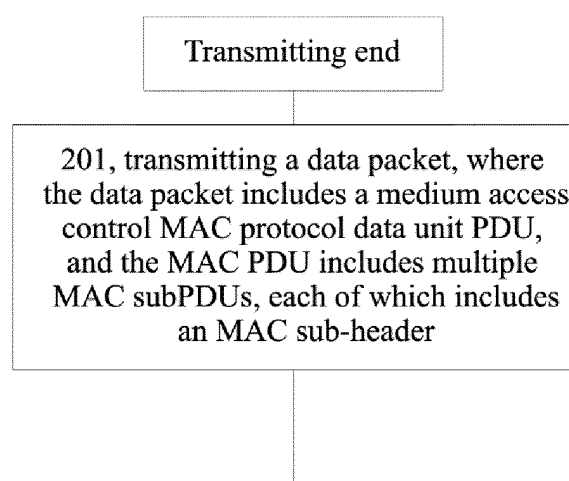 Transmitting end
201, transmitting a data packet, where
the data packet includes a medium access
control MAC protocol data unit PDU,
and the MAC PDU includes multiple
MAC subPDUs, each of which includes
an MAC sub-header